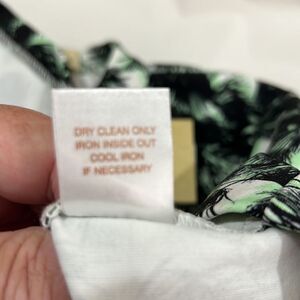 DRY CLEAN ONLY
IRON INSIDE OUT
COOL IRON
IF NECESSARY